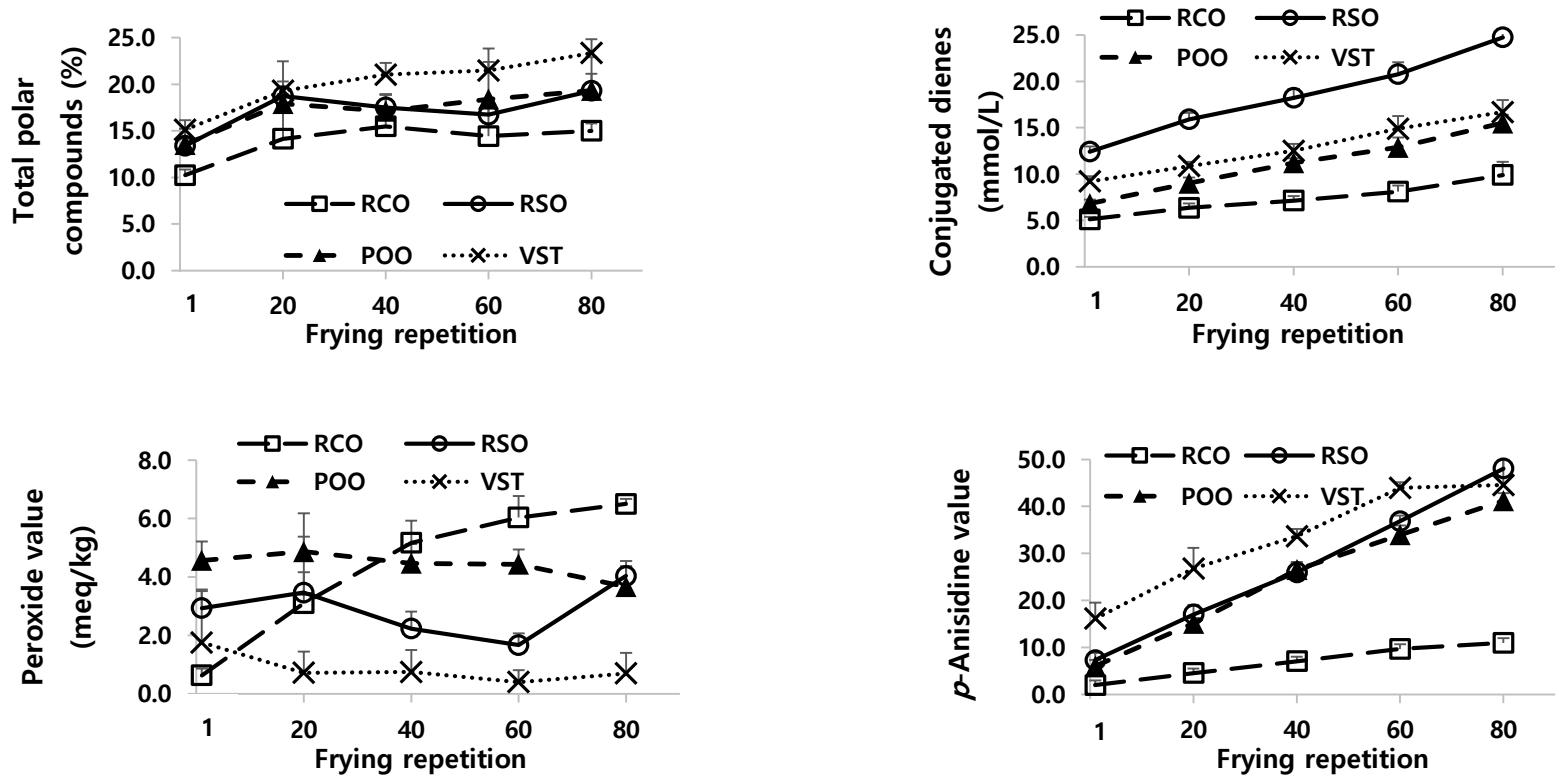 Total polar
compounds (%)
25.0
20.0
15.0
10.0
5.0
0.0
RCO RSO
POO VST
1 20 40 60 80
Frying repetition
Conjugated dienes
(mmol/L)
RCO RSO
POO VST
25.0
20.0
15.0
10.0
5.0
0.0
1 20 40 60 80
Frying repetition
Peroxide value
(meq/kg)
RCO RSO
POO VST
8.0
6.0
4.0
2.0
0.0
1 20 40 60 80
Frying repetition
p-Anisidine value
RCO RSO
POO VST
50.0
40.0
30.0
20.0
10.0
0.0
1 20 40 60 80
Frying repetition